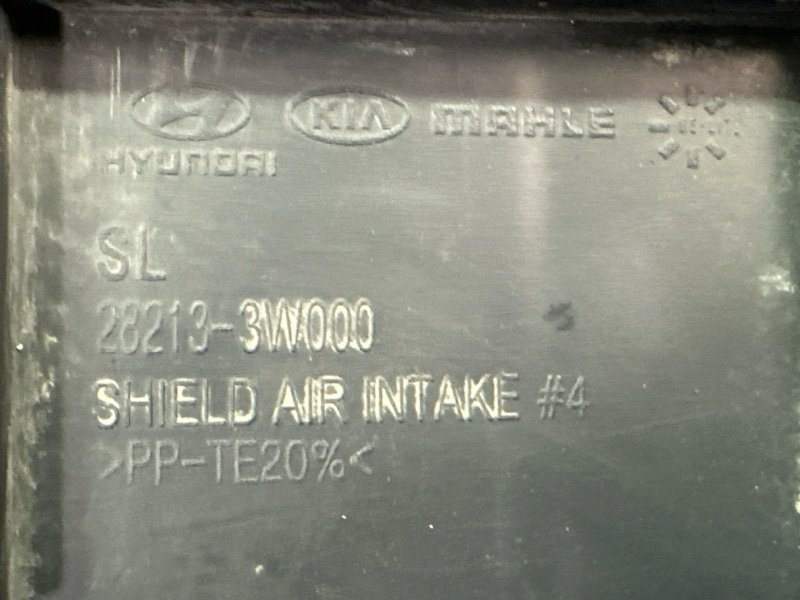 KIA MAHLE
HYUNDAI
SL
28213-3W000
SHIELD AIR INTAKE #4
>PP-TE20%<